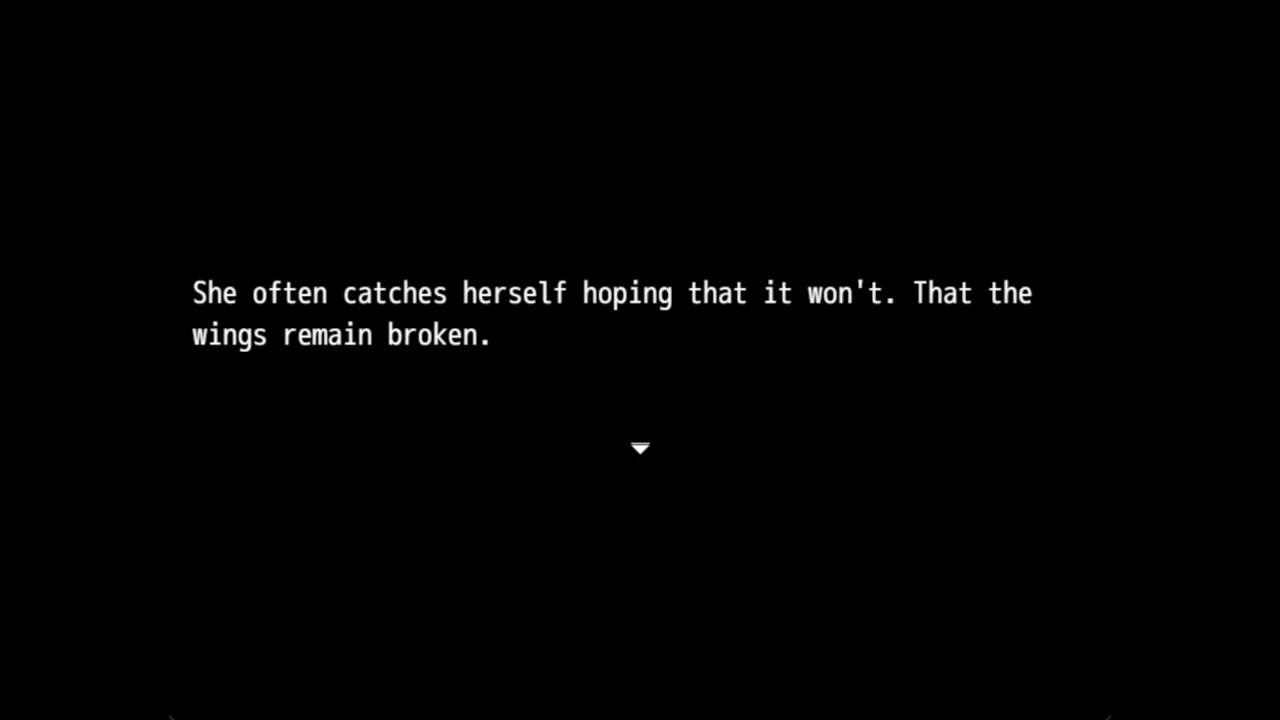 She often catches herself hoping that it won't. That the
wings remain broken.